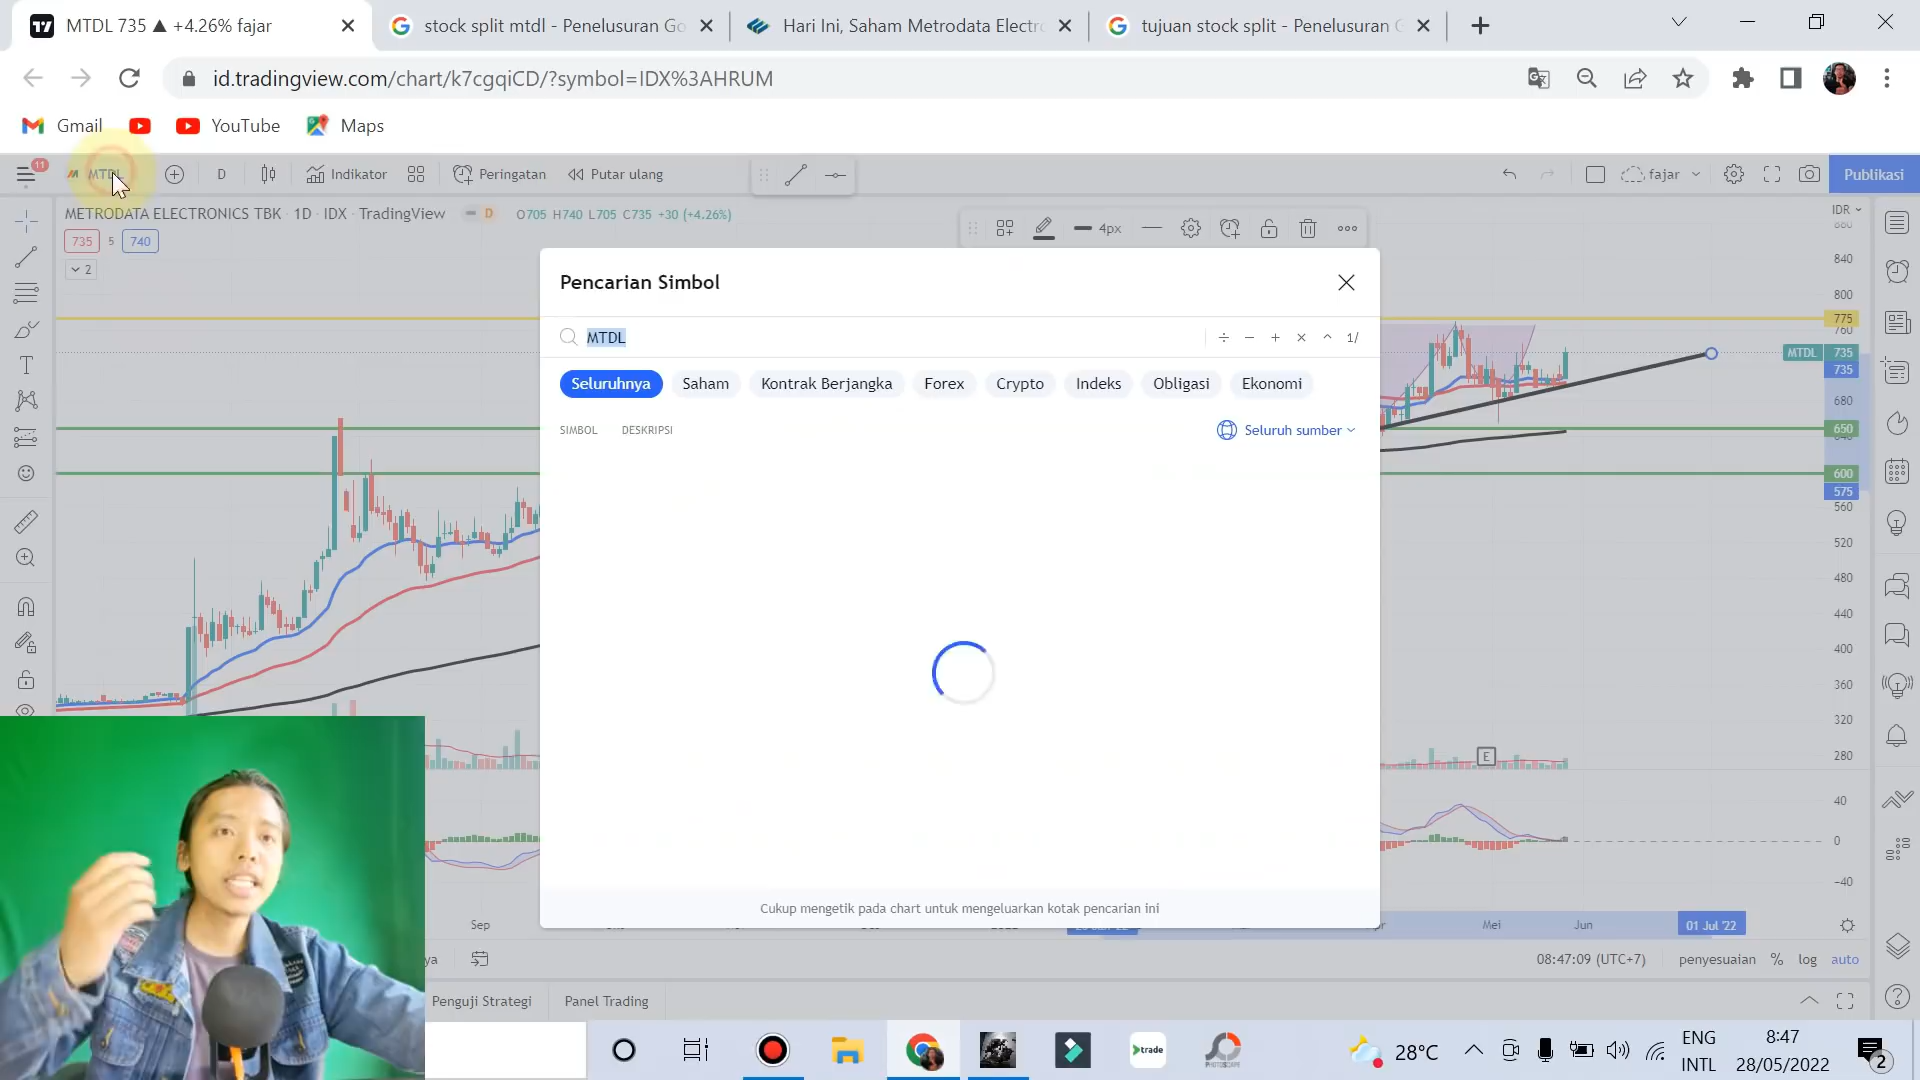 MTDL 735 ▲ +4.26% fajar
stock split mtdl - Penelusuran Go
Hari Ini, Saham Metrodata Electro
tujuan stock split - Penelusuran G
id.tradingview.com/chart/k7cgqiCD/?symbol=IDX%3AHRUM
Gmail
YouTube
Maps
11
MTDL
D
Indikator
Peringatan
Putar ulang
fajar
Publikasi
METRODATA ELECTRONICS TBK · 1D · IDX · TradingView
D
O705 H740 L705 C735 +30 (+4.26%)
IDR
735
5
740
4px
2
Pencarian Simbol
MTDL
÷ − + × ^ 1/
Seluruhnya
Saham
Kontrak Berjangka
Forex
Crypto
Indeks
Obligasi
Ekonomi
SIMBOL
DESKRIPSI
Seluruh sumber
Cukup mengetik pada chart untuk mengeluarkan kotak pencarian ini
840
800
775
760
MTDL
735
735
680
650
600
575
560
520
480
440
400
360
320
280
E
40
0
−40
Sep
Mei
Jun
01 Jul '22
08:47:09 (UTC+7)
penyesuaian
%
log
auto
Penguji Strategi
Panel Trading
trade
28°C
ENG
INTL
8:47
28/05/2022
2